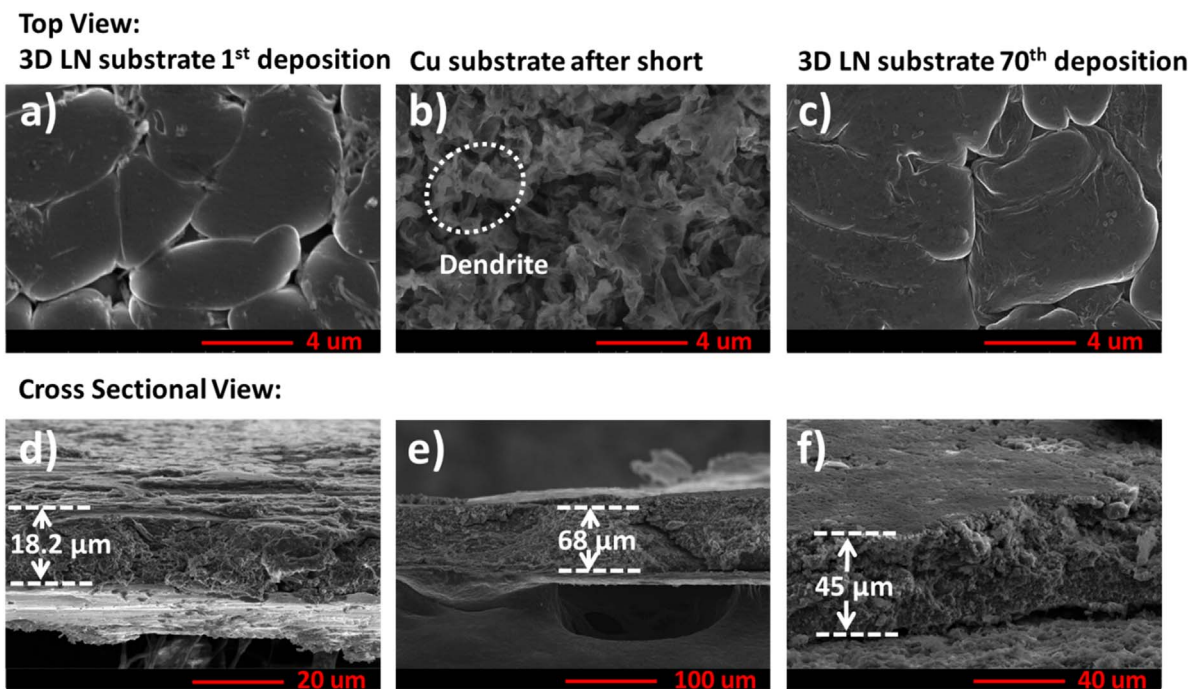 Top View:
3D LN substrate 1st deposition
Cu substrate after short
3D LN substrate 70th deposition
a)
b)
c)
Dendrite
4 um
4 um
4 um
Cross Sectional View:
d)
e)
f)
18.2 µm
68 µm
45 µm
20 um
100 um
40 um